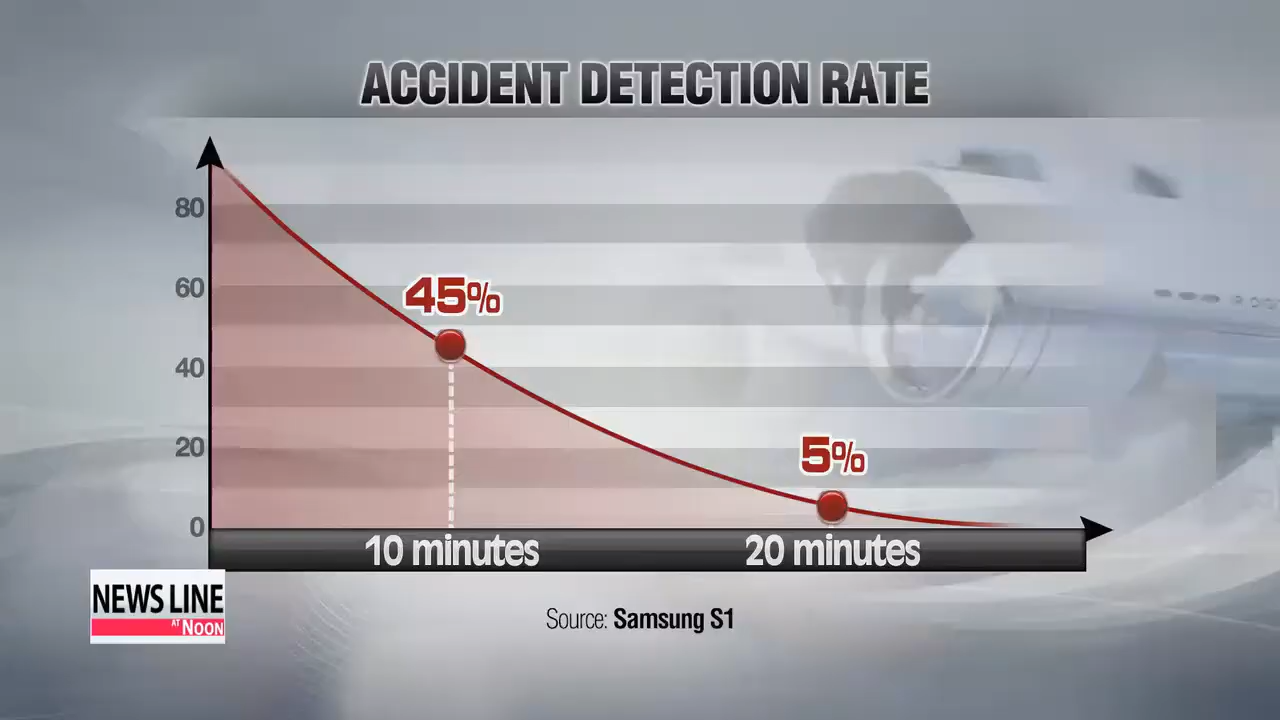 ACCIDENT DETECTION RATE
80
60
40
20
0
45%
5%
10 minutes
20 minutes
Source: Samsung S1
NEWS LINE
AT NOON